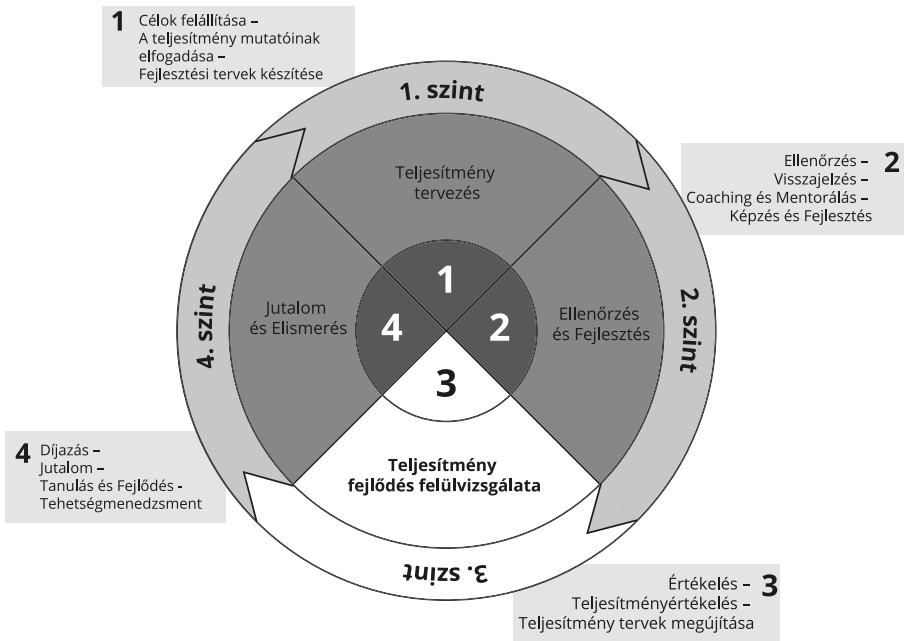 1 Célok felállítása –
A teljesítmény mutatóinak
elfogadása –
Fejlesztési tervek készítése
1. szint
Teljesítmény
tervezés
1
2
Ellenőrzés –
Visszajelzés –
Coaching és Mentorálás –
Képzés és Fejlesztés
2. szint
Ellenőrzés
és Fejlesztés
2
3
Teljesítmény
fejlődés felülvizsgálata
3. szint
Értékelés – 3
Teljesítményértékelés –
Teljesítmény tervek megújítása
4 Díjazás –
Jutalom –
Tanulás és Fejlődés -
Tehetségmenedzsment
4. szint
Jutalom
és Elismerés
4